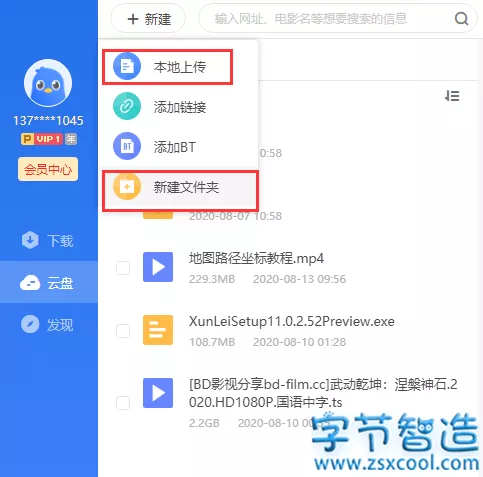 新建
输入网址、电影名等想要搜索的信息
本地上传
添加链接
137****1045
VIP 1 年
会员中心
添加BT
10:58
新建文件夹
2020-08-07 10:58
下载
地图路径坐标教程.mp4
229.3MB 2020-08-13 09:56
云盘
发现
XunLeiSetup11.0.2.52Preview.exe
108.7MB 2020-08-10 01:28
[BD影视分享bd-film.cc]武动乾坤：涅槃神石.2
020.HD1080P.国语中字.ts
2.2GB 2020-08-10
字节智造
www.zsxcool.com